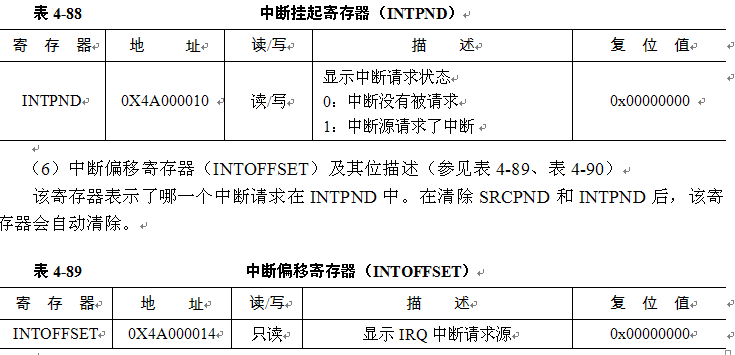 表 4-88 中断挂起寄存器（INTPND）
寄 存 器 地 址 读/写 描 述 复 位 值
INTPND 0X4A000010 读/写 显示中断请求状态 0x00000000
0：中断没有被请求
1：中断源请求了中断
（6）中断偏移寄存器（INTOFFSET）及其位描述（参见表 4-89、表 4-90）
该寄存器表示了哪一个中断请求在 INTPND 中。在清除 SRCPND 和 INTPND 后，该寄
存器会自动清除。
表 4-89 中断偏移寄存器（INTOFFSET）
寄 存 器 地 址 读/写 描 述 复 位 值
INTOFFSET 0X4A000014 只读 显示 IRQ 中断请求源 0x00000000